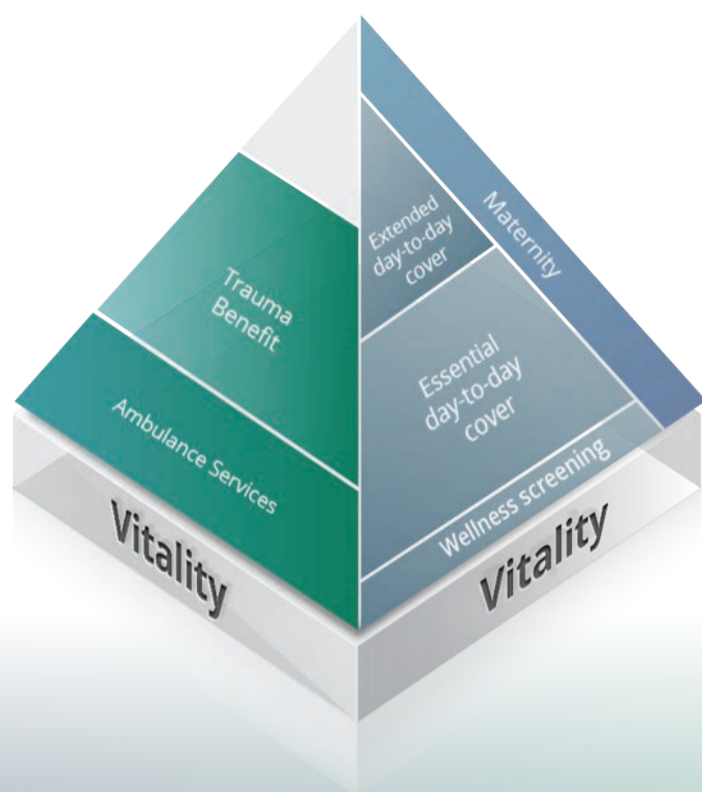 Trauma
Benefit
Ambulance Services
Extended
day-to-day
cover
Maternity
Essential
day-to-day
cover
Wellness screening
Vitality
Vitality